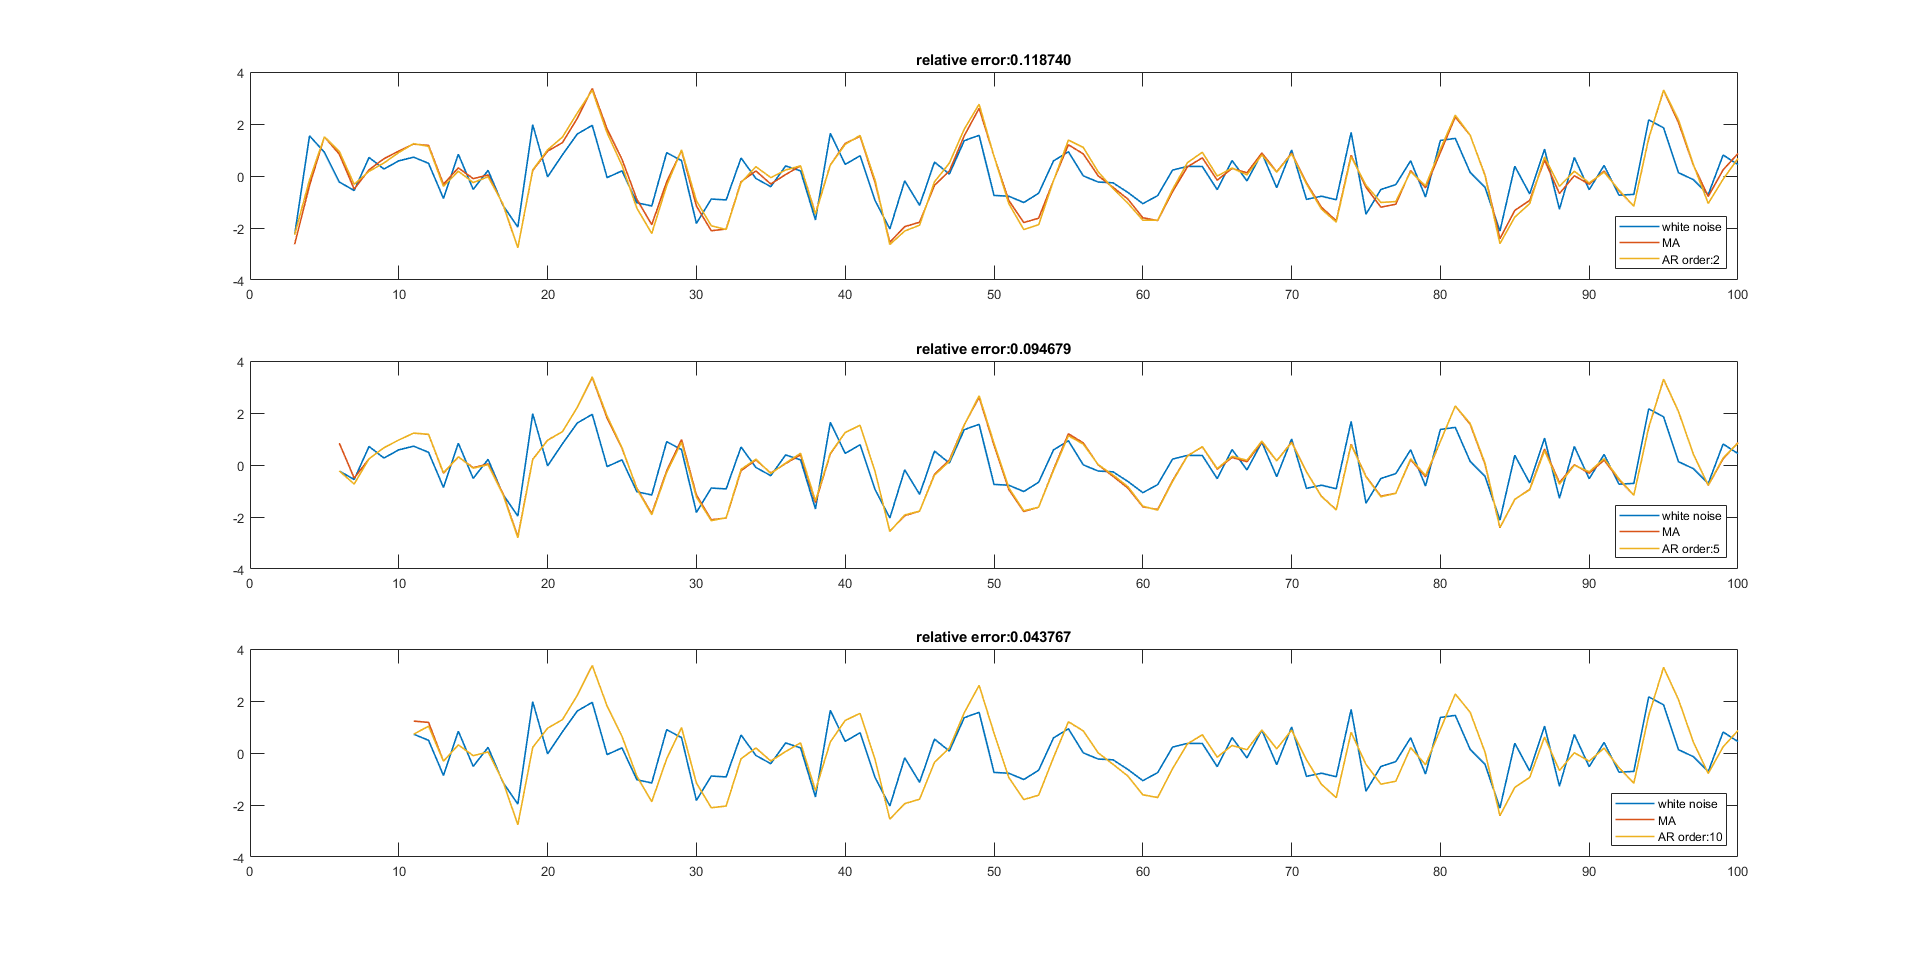 relative error:0.118740
4
2
0
-2
-4
0 10 20 30 40 50 60 70 80 90 100
white noise
MA
AR order:2
relative error:0.094679
4
2
0
-2
-4
0 10 20 30 40 50 60 70 80 90 100
white noise
MA
AR order:5
relative error:0.043767
4
2
0
-2
-4
0 10 20 30 40 50 60 70 80 90 100
white noise
MA
AR order:10